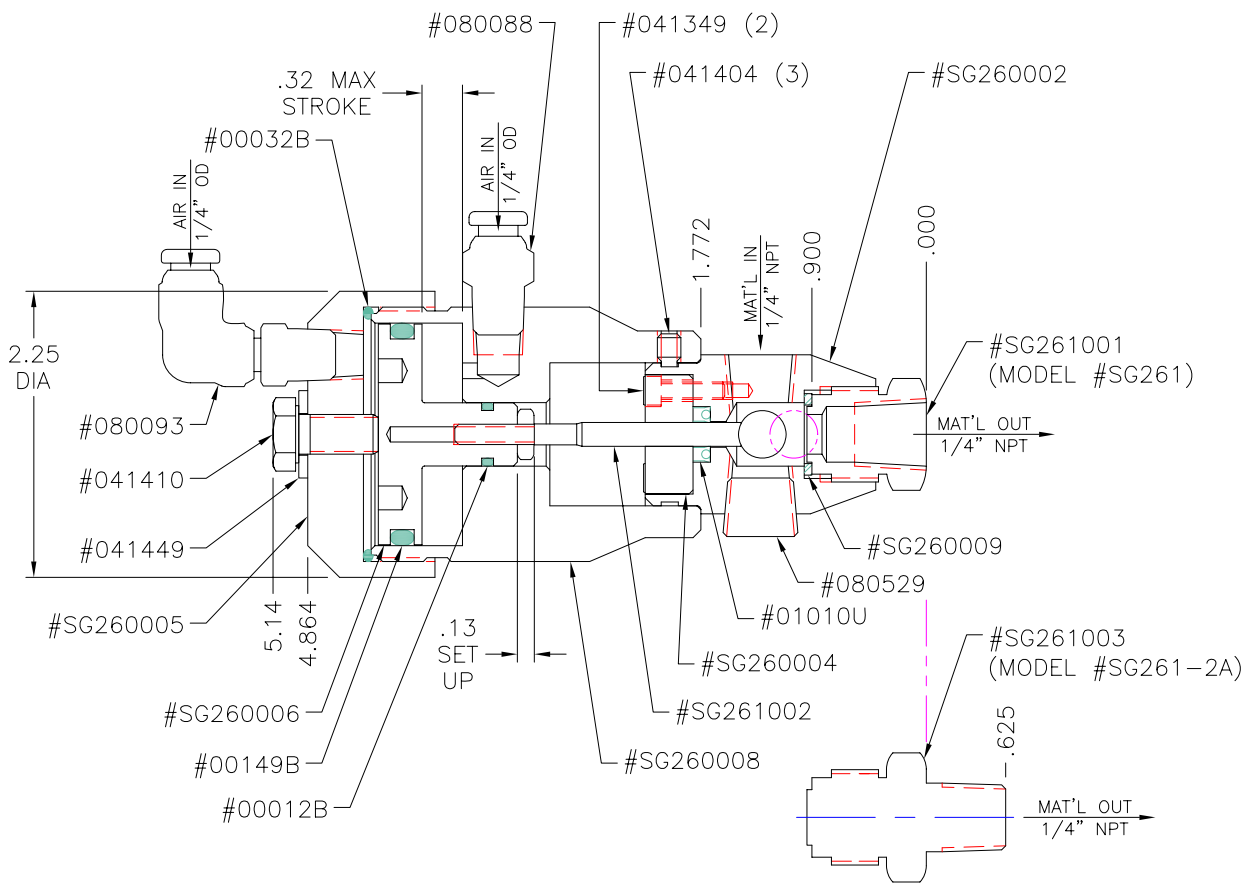 #080088
#041349 (2)
#041404 (3)
#SG260002
.32 MAX
STROKE
#00032B
AIR IN
1/4" OD
AIR IN
1/4" OD
1.772
MAT'L IN
1/4" NPT
.900
.000
2.25
DIA
#SG261001
(MODEL #SG261)
MAT'L OUT
1/4" NPT
#080093
#041410
#041449
#SG260005
5.14
4.864
.13
SET
UP
#SG260009
#080529
#01010U
#SG260004
#SG261002
#SG260008
#SG260006
#00149B
#00012B
#SG261003
(MODEL #SG261-2A)
.625
MAT'L OUT
1/4" NPT